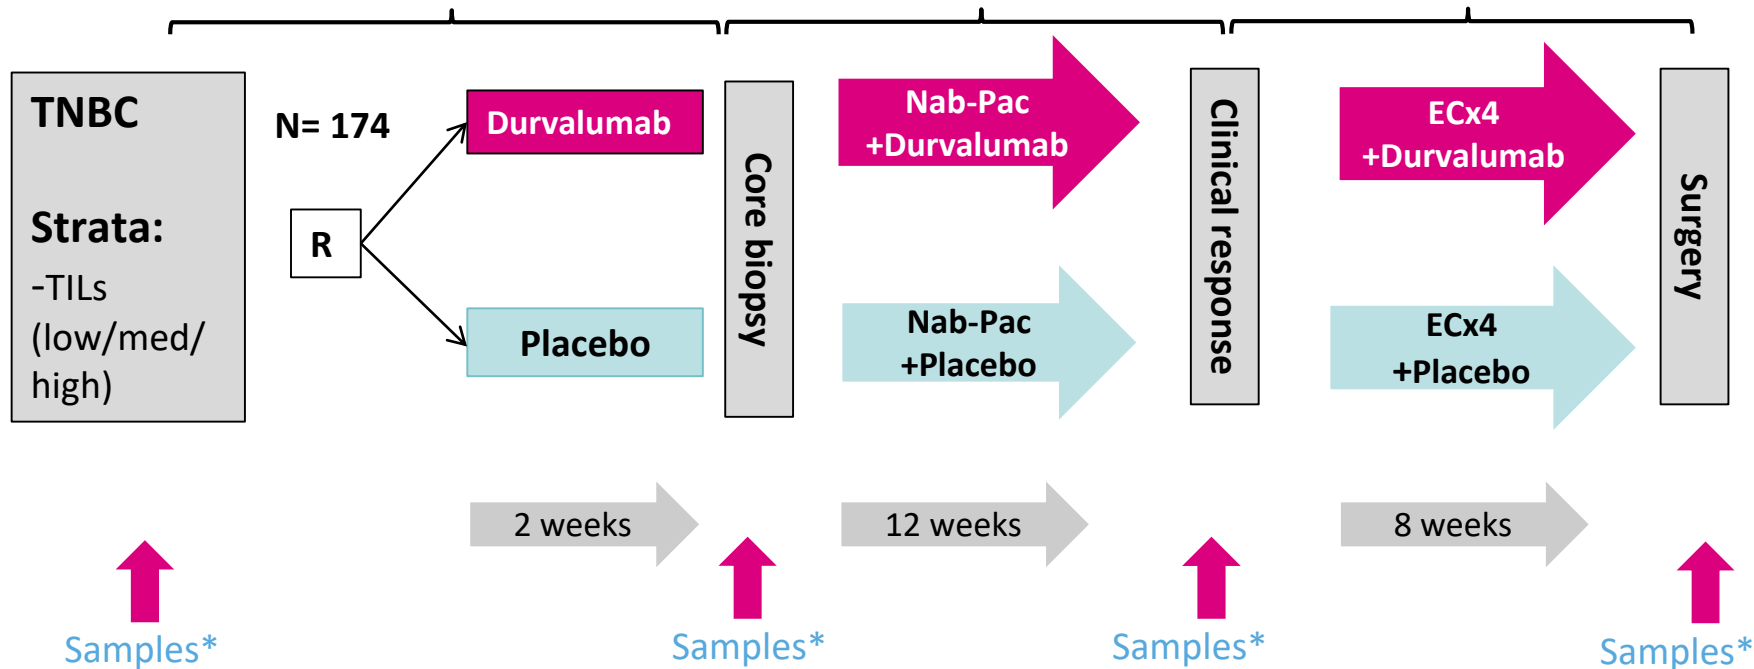 TNBC
Strata:
-TILs
(low/med/
high)
N= 174
R
Durvalumab
Placebo
Core biopsy
Nab-Pac
+Durvalumab
Nab-Pac
+Placebo
Clinical response
ECx4
+Durvalumab
ECx4
+Placebo
Surgery
2 weeks
12 weeks
8 weeks
Samples*
Samples*
Samples*
Samples*